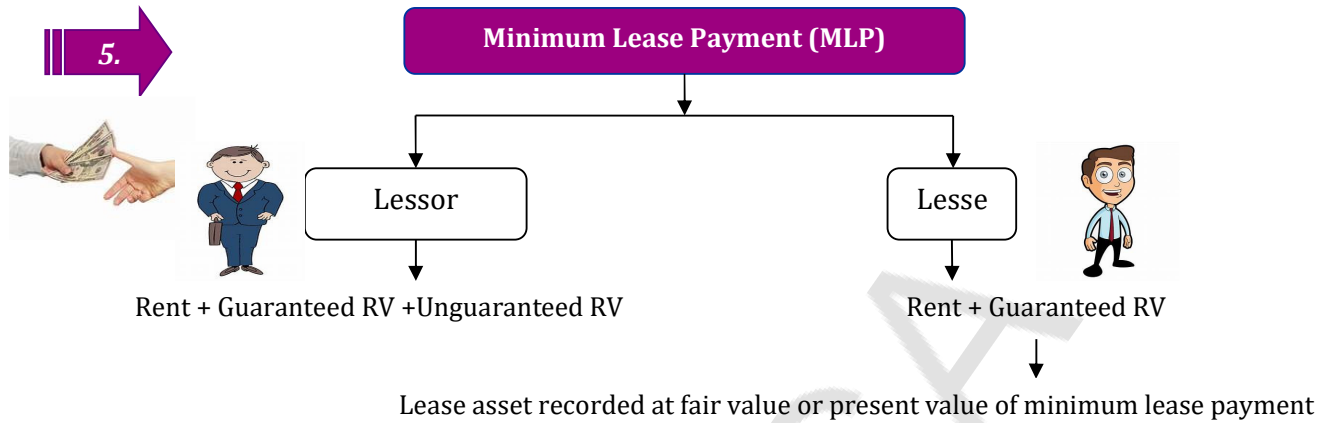 5.
Minimum Lease Payment (MLP)
Lessor
Lesse
Rent + Guaranteed RV +Unguaranteed RV
Rent + Guaranteed RV
Lease asset recorded at fair value or present value of minimum lease payment